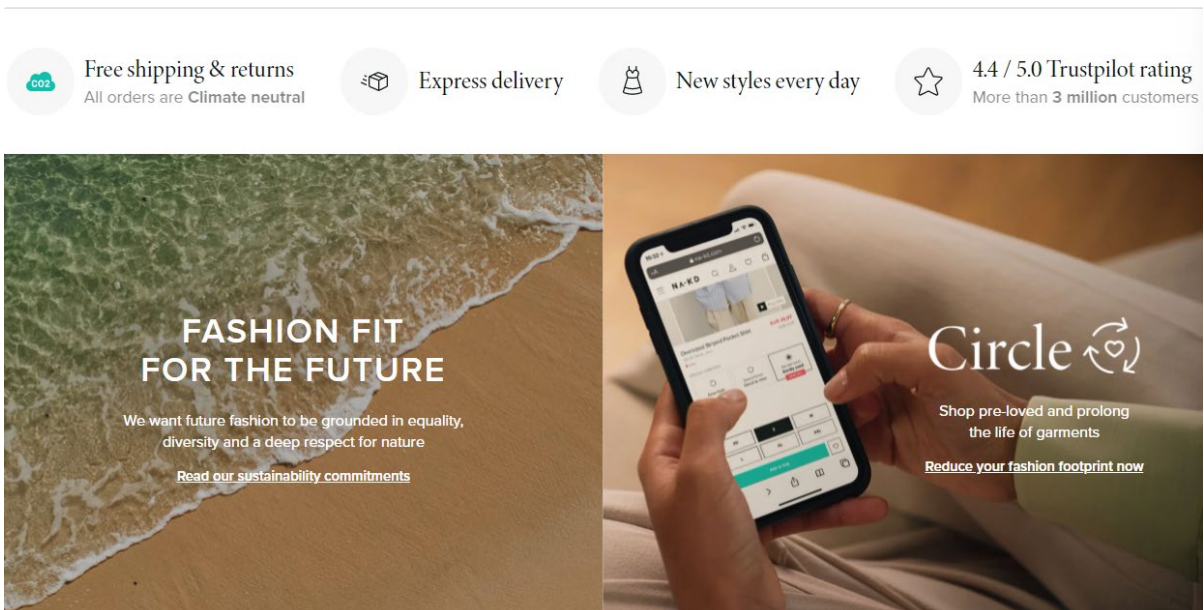 CO2
Free shipping & returns
All orders are Climate neutral
Express delivery
New styles every day
4.4 / 5.0 Trustpilot rating
More than 3 million customers
FASHION FIT
FOR THE FUTURE
We want future fashion to be grounded in equality,
diversity and a deep respect for nature
Read our sustainability commitments
na-kd.com
NA-KD
Circle
Shop pre-loved and prolong
the life of garments
Reduce your fashion footprint now